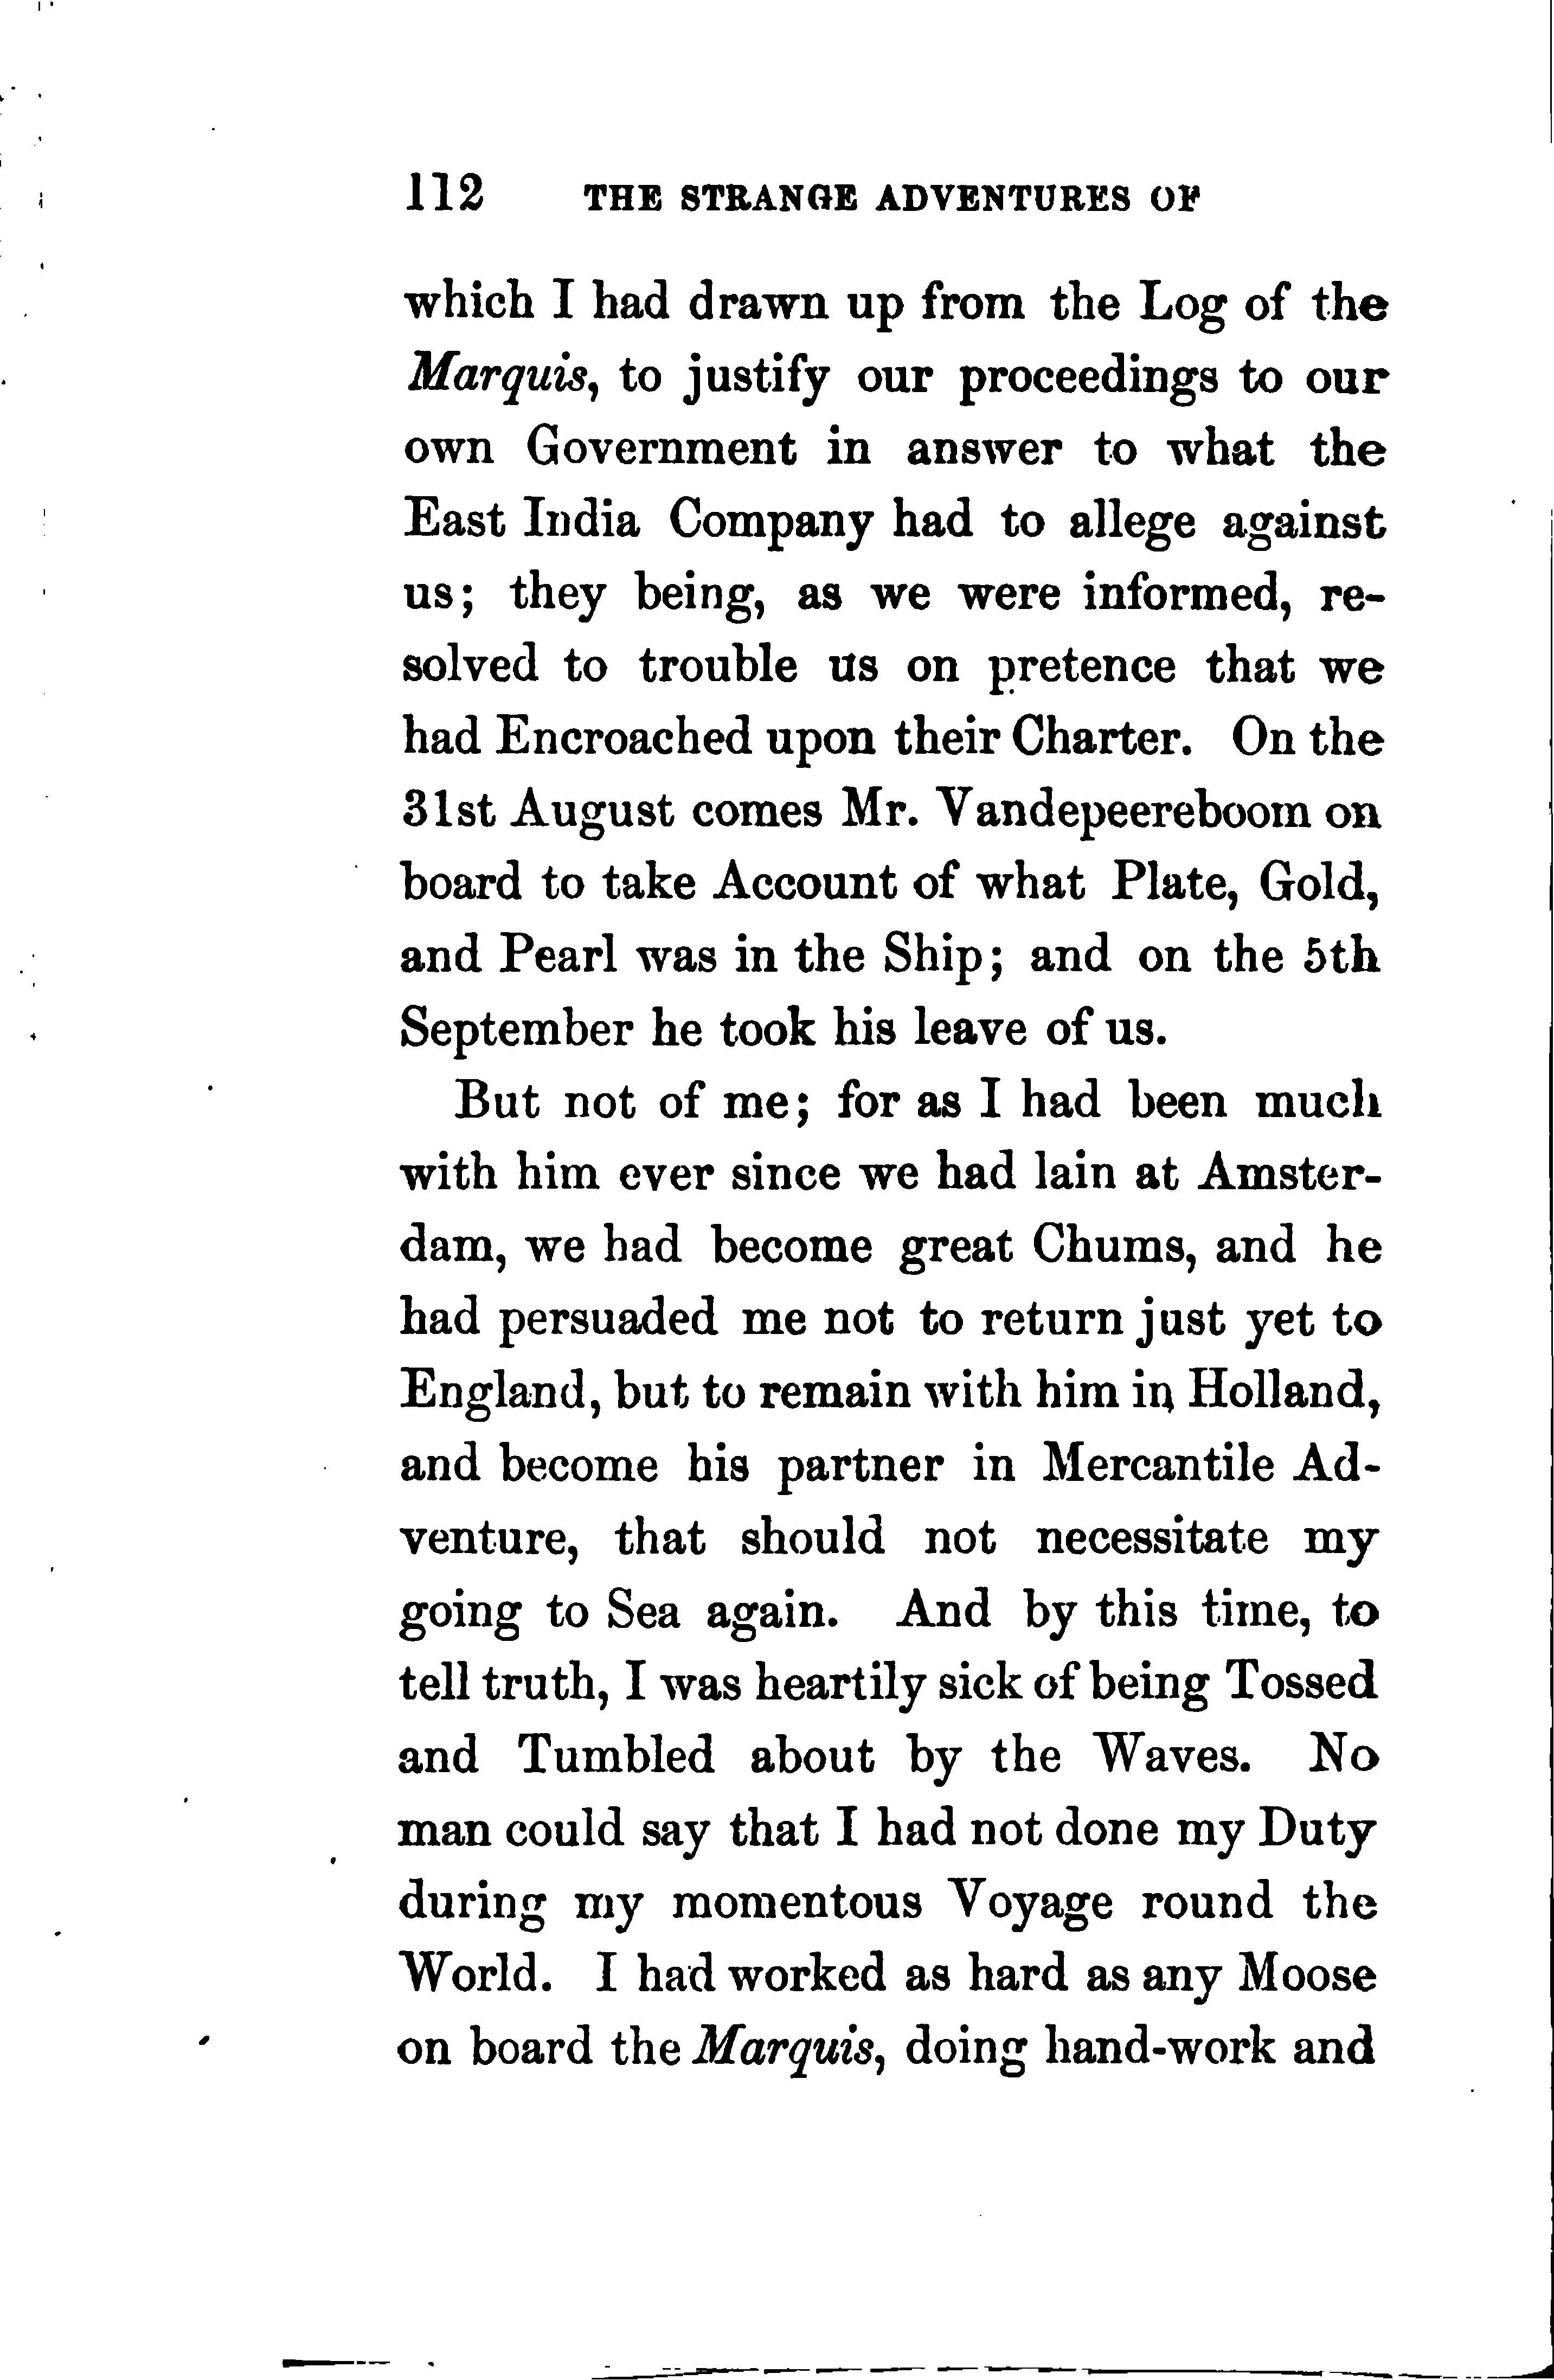 112 THE STRANGE ADVENTURES OF
which I had drawn up from the Log of the
Marquis, to justify our proceedings to our
own Government in answer to what the
East India Company had to allege against
us; they being, as we were informed, re-
solved to trouble us on pretence that we
had Encroached upon their Charter. On the
31st August comes Mr. Vandepeereboom on
board to take Account of what Plate, Gold,
and Pearl was in the Ship; and on the 5th
September he took his leave of us.
But not of me; for as I had been much
with him ever since we had lain at Amster-
dam, we had become great Chums, and he
had persuaded me not to return just yet to
England, but to remain with him in Holland,
and become his partner in Mercantile Ad-
venture, that should not necessitate my
going to Sea again. And by this time, to
tell truth, I was heartily sick of being Tossed
and Tumbled about by the Waves. No
man could say that I had not done my Duty
during my momentous Voyage round the
World. I had worked as hard as any Moose
on board the Marquis, doing hand-work and